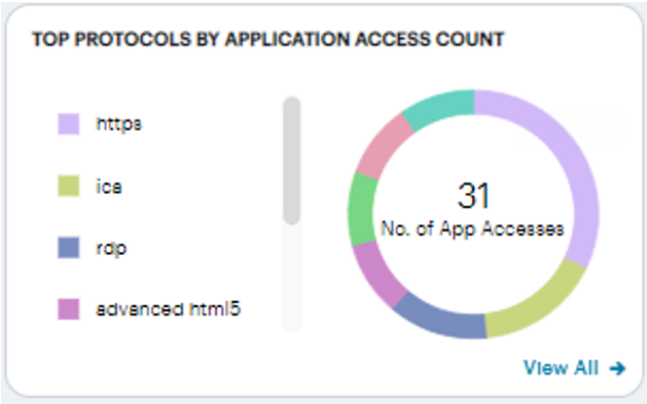 TOP PROTOCOLS BY APPLICATION ACCESS COUNT
https
ica
rdp
advanced html5
31
No. of App Accesses
View All →